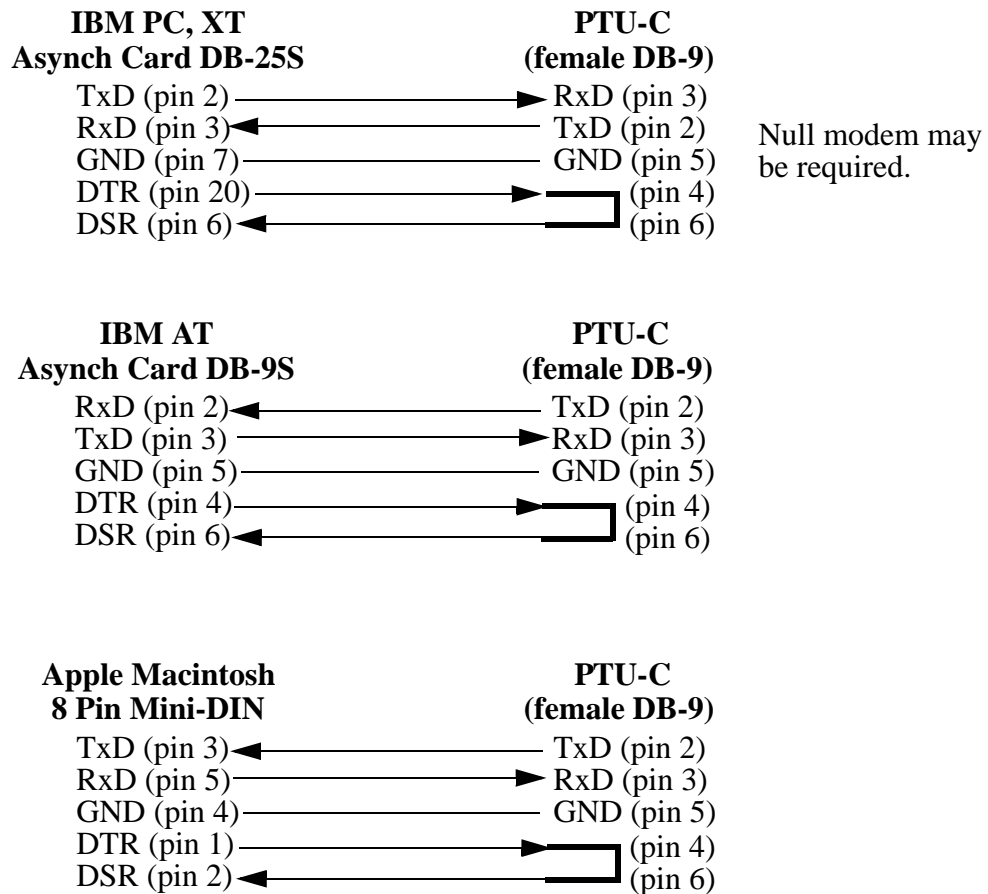 IBM PC, XT PTU-C
Asynch Card DB-25S (female DB-9)
TxD (pin 2) RxD (pin 3)
RxD (pin 3) TxD (pin 2)
GND (pin 7) GND (pin 5)
DTR (pin 20) (pin 4)
DSR (pin 6) (pin 6)
Null modem may
be required.
IBM AT PTU-C
Asynch Card DB-9S (female DB-9)
RxD (pin 2) TxD (pin 2)
TxD (pin 3) RxD (pin 3)
GND (pin 5) GND (pin 5)
DTR (pin 4) (pin 4)
DSR (pin 6) (pin 6)
Apple Macintosh PTU-C
8 Pin Mini-DIN (female DB-9)
TxD (pin 3) TxD (pin 2)
RxD (pin 5) RxD (pin 3)
GND (pin 4) GND (pin 5)
DTR (pin 1) (pin 4)
DSR (pin 2) (pin 6)